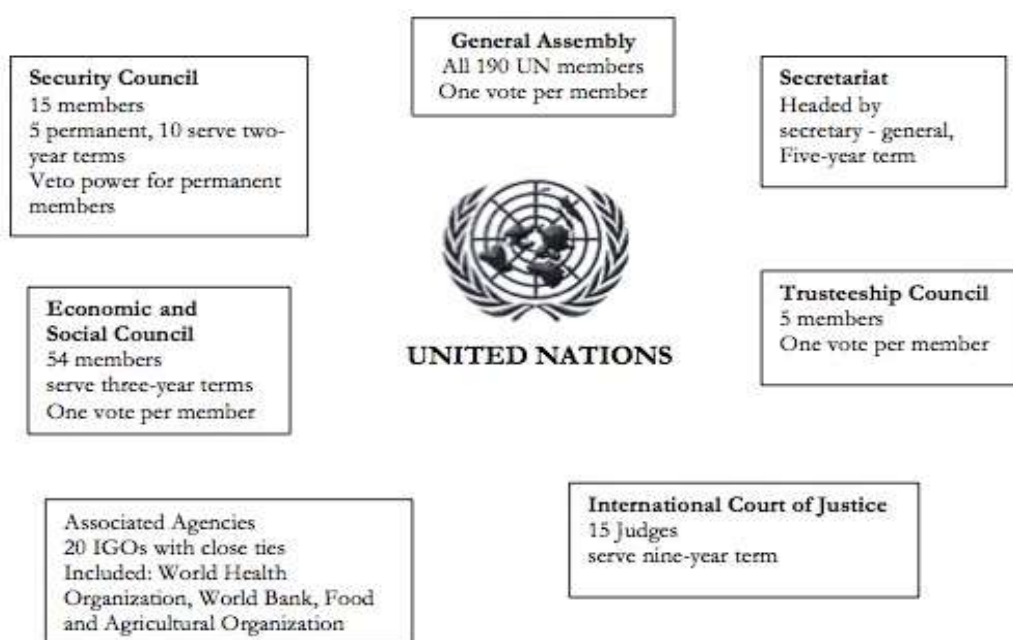 General Assembly
All 190 UN members
One vote per member
Security Council
15 members
5 permanent, 10 serve two-
year terms
Veto power for permanent
members
Secretariat
Headed by
secretary - general,
Five-year term
UNITED NATIONS
Economic and
Social Council
54 members
serve three-year terms
One vote per member
Trusteeship Council
5 members
One vote per member
Associated Agencies
20 IGOs with close ties
Included: World Health
Organization, World Bank, Food
and Agricultural Organization
International Court of Justice
15 Judges
serve nine-year term